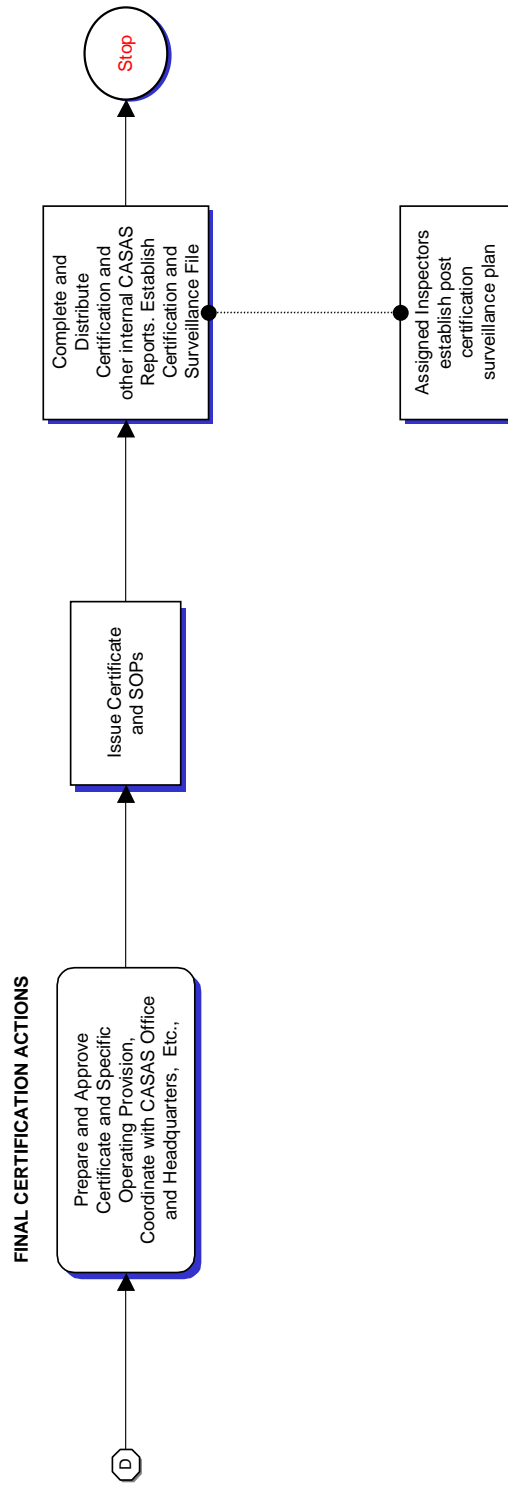 FINAL CERTIFICATION ACTIONS
D
Prepare and Approve
Certificate and Specific
Operating Provision,
Coordinate with CASAS Office
and Headquarters, Etc.,
Issue Certificate
and SOPs
Complete and
Distribute
Certification and
other internal CASAS
Reports. Establish
Certification and
Surveillance File
Stop
Assigned Inspectors
establish post
certification
surveillance plan